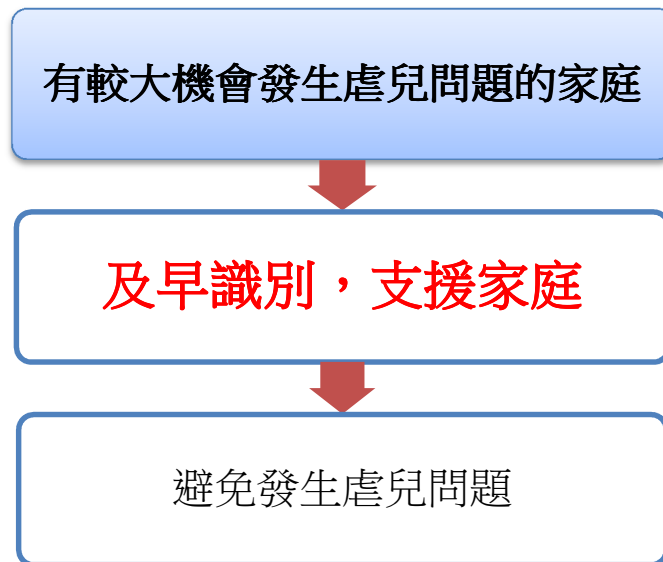 有較大機會發生虐兒問題的家庭
及早識別，支援家庭
避免發生虐兒問題